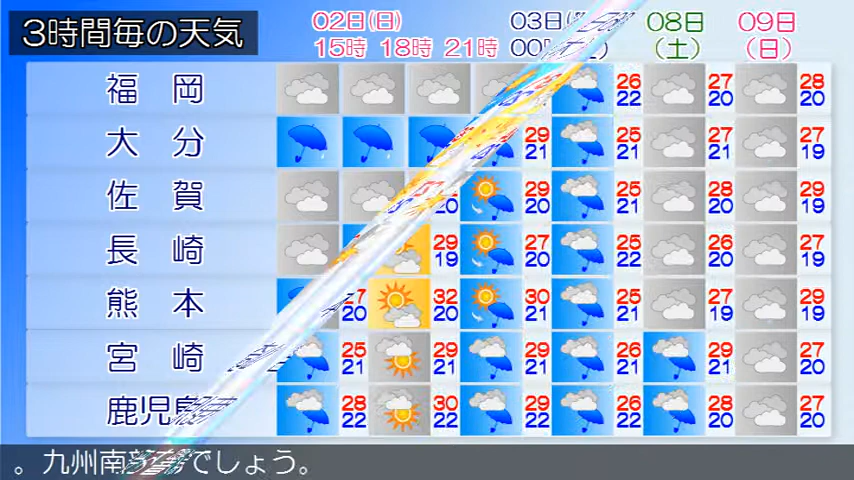 3時間毎の天気
02日(日) 03日 08日 09日
15時 18時 21時 00 (土) (日)
福岡 26 22 27 20 28 20
大分 29 21 25 21 27 21 27 19
佐賀 20 29 20 25 21 28 20 29 19
長崎 29 19 27 20 25 22 26 20 27 19
熊本 20 32 20 30 21 25 21 27 19 29 19
宮崎 25 21 29 21 29 21 26 21 29 21 27 20
鹿児島 28 22 30 22 29 22 26 22 28 20 27 20
。九州南 でしょう。